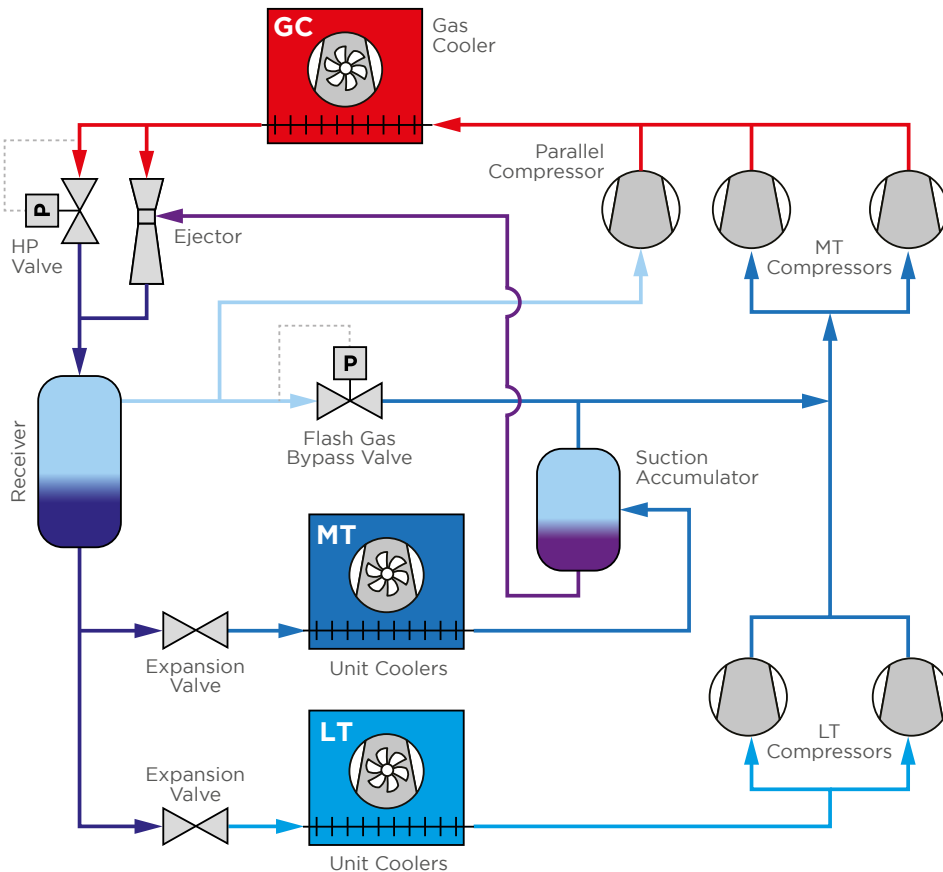 GC
Gas
Cooler
Parallel
Compressor
P
HP
Valve
Ejector
MT
Compressors
P
Flash Gas
Bypass Valve
Receiver
Suction
Accumulator
MT
Expansion
Valve
Unit Coolers
LT
Compressors
LT
Expansion
Valve
Unit Coolers